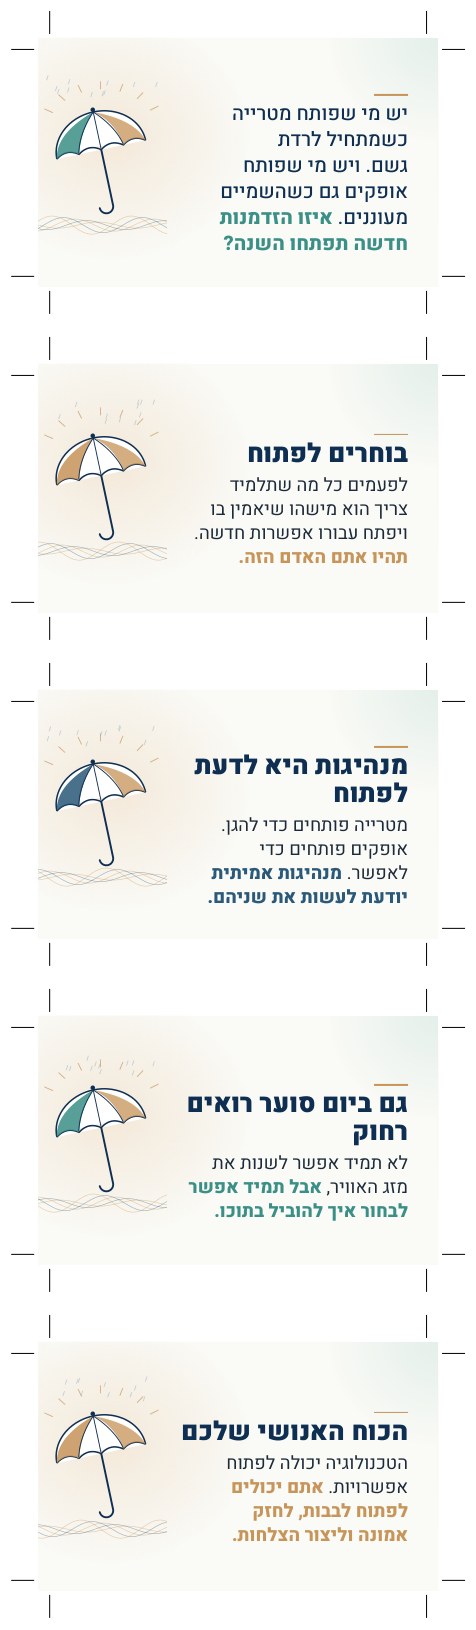 יש מי שפותח מטרייה
כשמתחיל לרדת
גשם. ויש מי שפותח
אופקים גם כשהשמיים
מעוננים. איזו הזדמנות
חדשה תפתחו השנה?
בוחרים לפתוח
לפעמים כל מה שתלמיד
צריך הוא מישהו שיאמין בו
ויפתח עבורו אפשרות חדשה.
תהיו אתם האדם הזה.
מנהיגות היא לדעת
לפתוח
מטרייה פותחים כדי להגן.
אופקים פותחים כדי
לאפשר. מנהיגות אמיתית
יודעת לעשות את שניהם.
גם ביום סוער רואים
רחוק
לא תמיד אפשר לשנות את
מזג האוויר, אבל תמיד אפשר
לבחור איך להוביל בתוכו.
הכוח האנושי שלכם
הטכנולוגיה יכולה לפתוח
אפשרויות. אתם יכולים
לפתוח לבבות, לחזק
אמונה וליצור הצלחות.